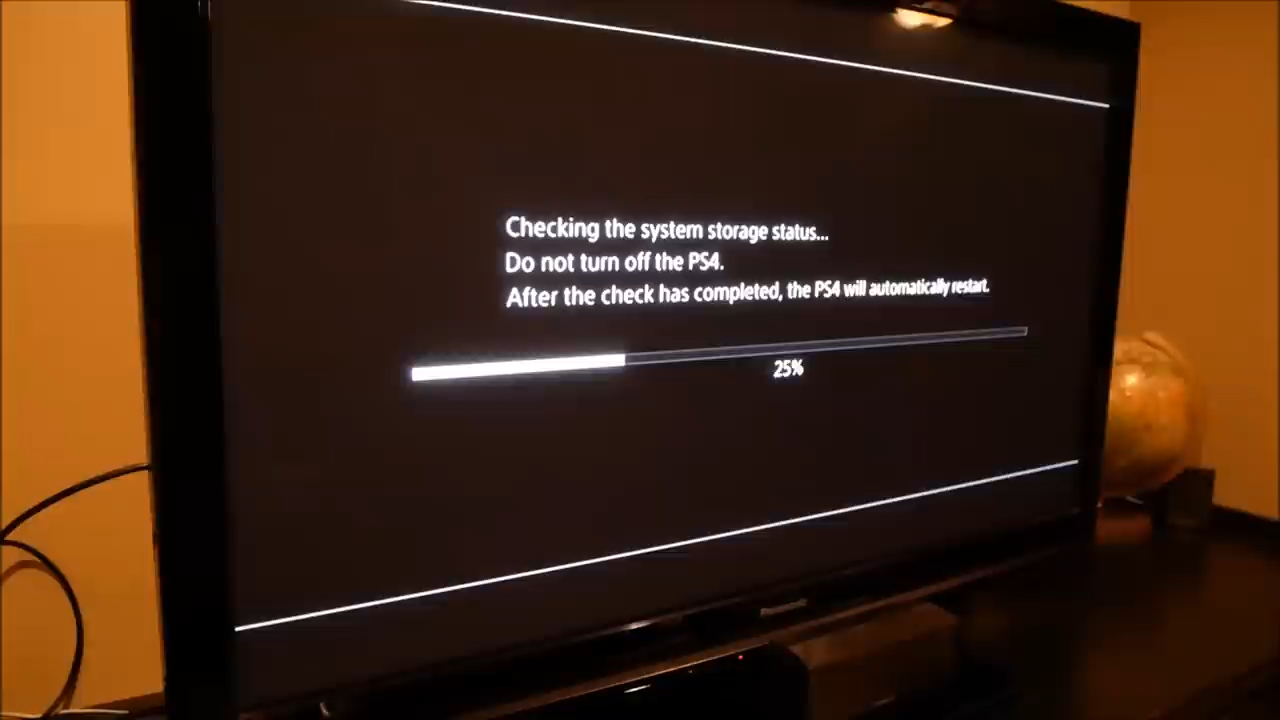 Checking the system storage status...
Do not turn off the PS4.
After the check has completed, the PS4 will automatically restart.
25%